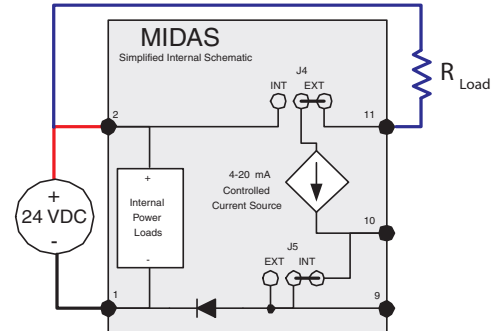 MIDAS
Simplified Internal Schematic
J4
INT EXT
R Load
2
11
+
24 VDC
-
+
Internal
Power
Loads
-
4-20 mA
Controlled
Current Source
10
J5
EXT INT
1
9